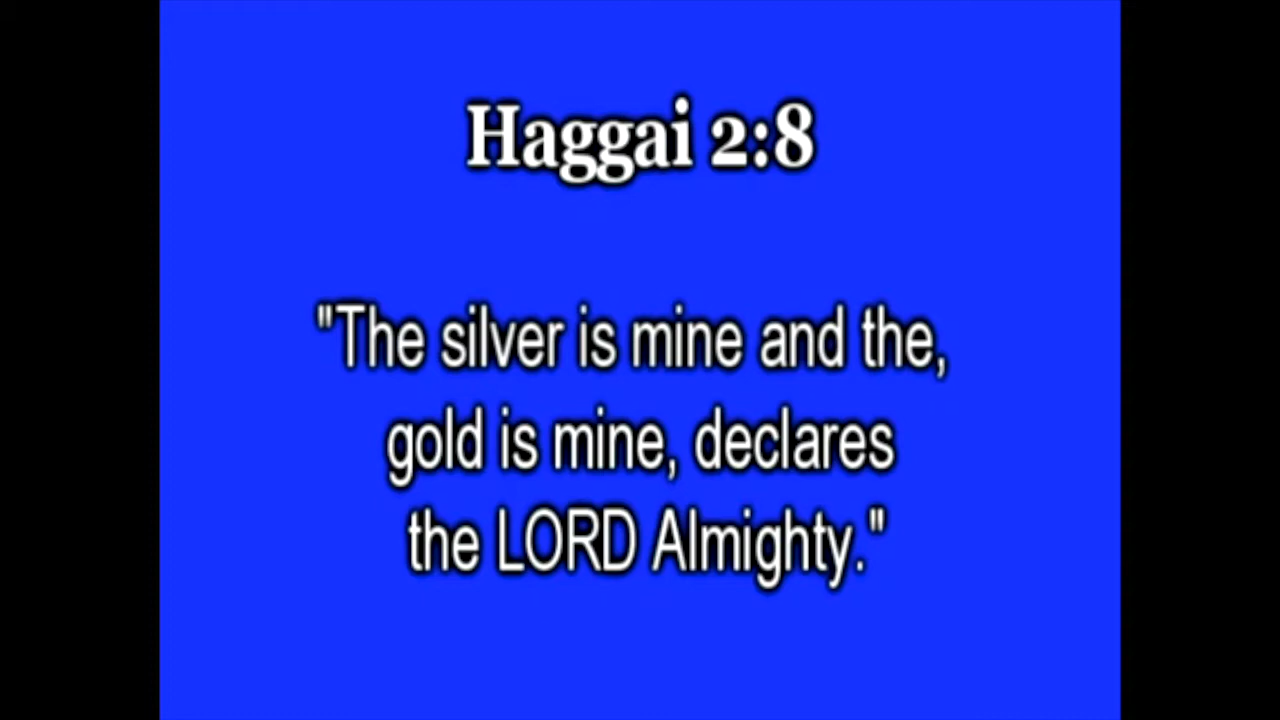 Haggai 2:8
"The silver is mine and the,
gold is mine, declares
the LORD Almighty."